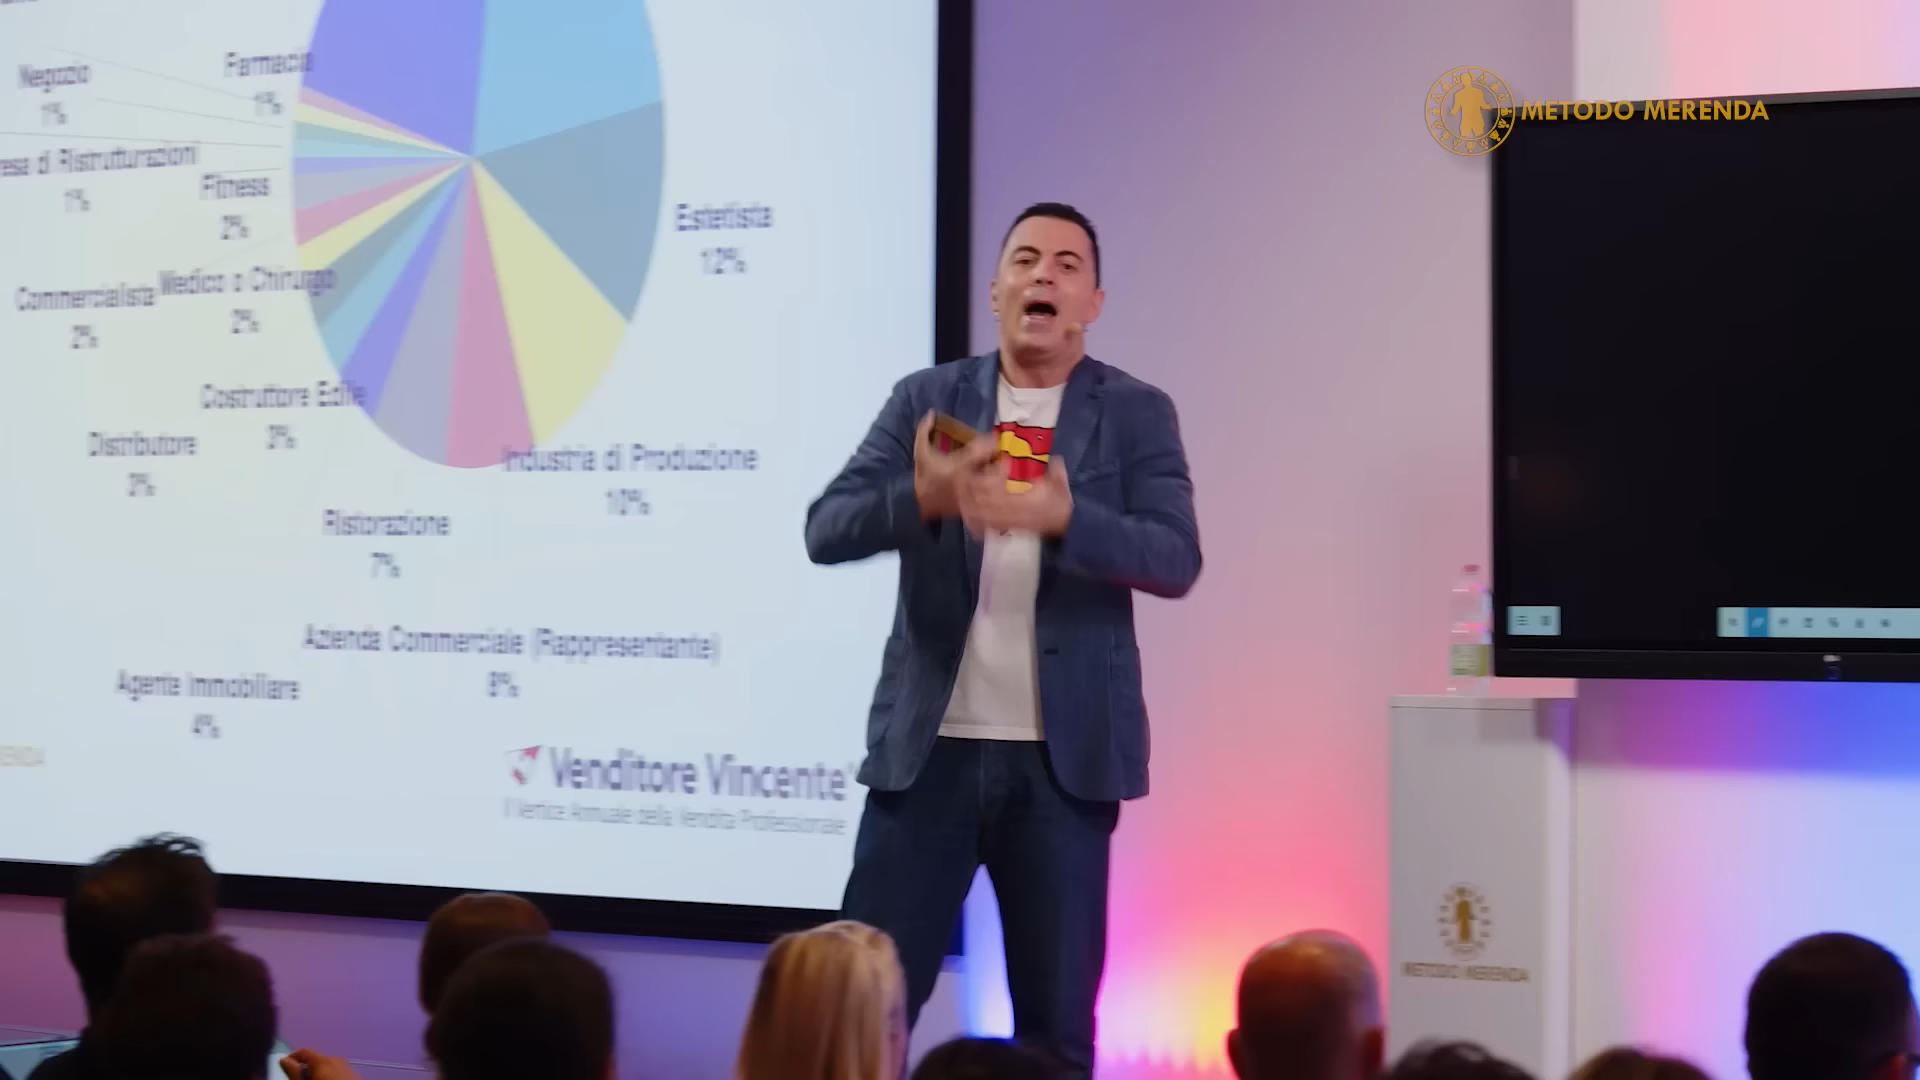 METODO MERENDA
Negozio
1%
Farmacia
1%
Ristrutturazioni
1%
Fitness
2%
Estetista
12%
Commercialista
2%
Medico o Chirurgo
2%
Costruttore Edile
3%
Distributore
3%
Industria di Produzione
10%
Ristorazione
7%
Azienda Commerciale (Rappresentante)
8%
Agente Immobiliare
4%
Venditore Vincente
Il Vertice Annuale della Vendita Professionale
METODO MERENDA